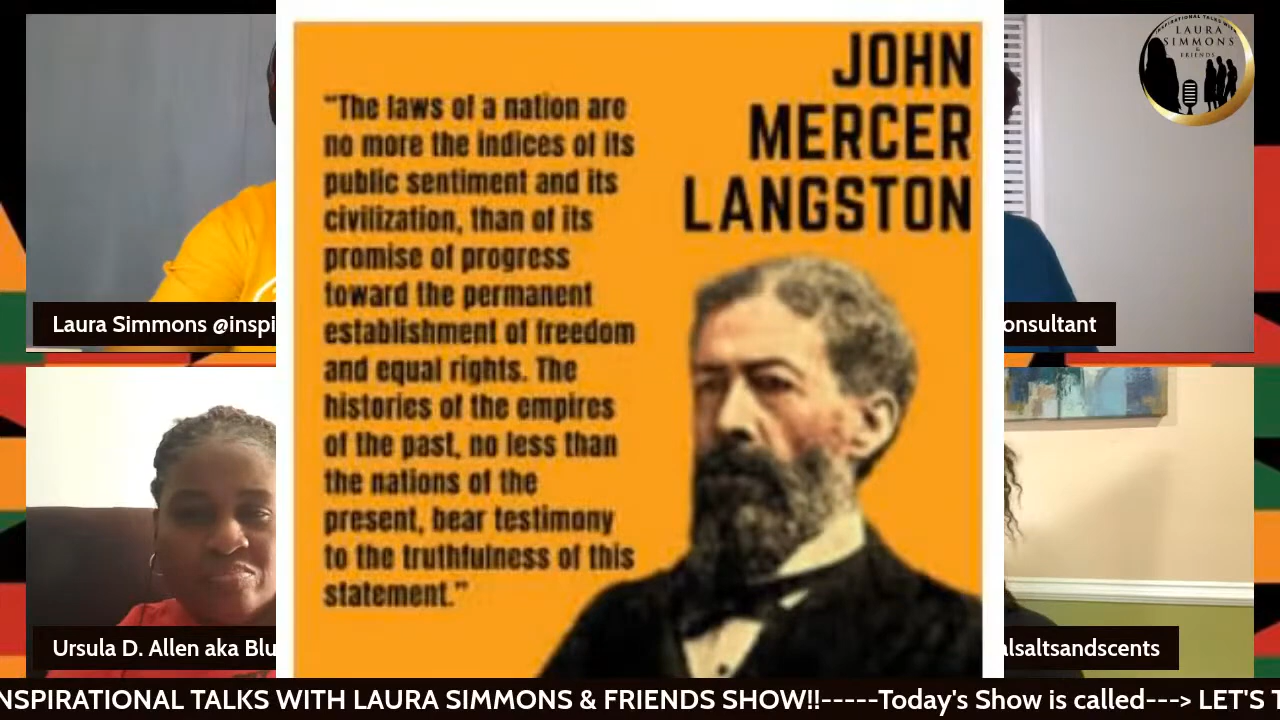 JOHN
MERCER
LANGSTON
"The laws of a nation are
no more the indices of its
public sentiment and its
civilization, than of its
promise of progress
toward the permanent
establishment of freedom
and equal rights. The
histories of the empires
of the past, no less than
the nations of the
present, bear testimony
to the truthfulness of this
statement."
INSPIRATIONAL TALKS WITH
LAURA
SIMMONS
&
FRIENDS
Laura Simmons @inspi
onsultant
Ursula D. Allen aka Blu
alsaltsandscents
NSPIRATIONAL TALKS WITH LAURA SIMMONS & FRIENDS SHOW!!-----Today's Show is called---> LET'S T